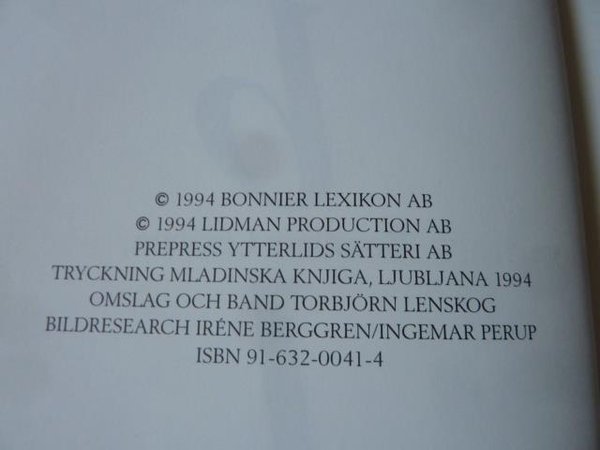 © 1994 BONNIER LEXIKON AB
© 1994 LIDMAN PRODUCTION AB
PREPRESS YTTERLIDS SÄTTERI AB
TRYCKNING MLADINSKA KNJIGA, LJUBLJANA 1994
OMSLAG OCH BAND TORBJÖRN LENSKOG
BILDRESEARCH IRÉNE BERGGREN/INGEMAR PERUP
ISBN 91-632-0041-4